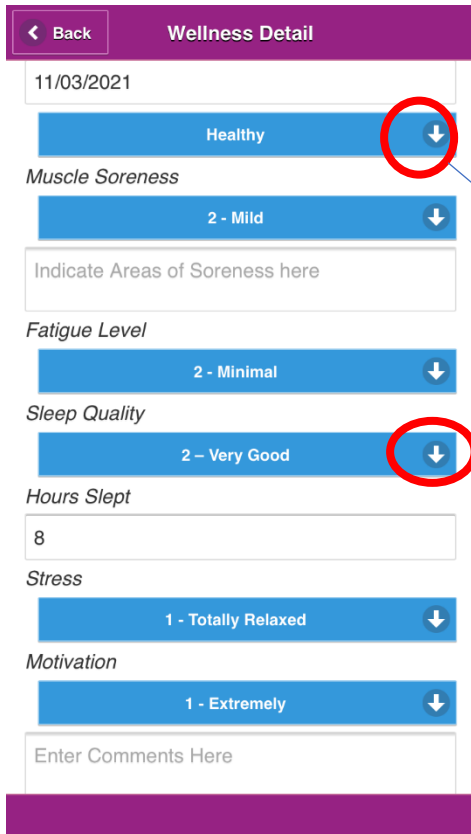 Back
Wellness Detail
11/03/2021
Healthy
Muscle Soreness
2 - Mild
Indicate Areas of Soreness here
Fatigue Level
2 - Minimal
Sleep Quality
2 – Very Good
Hours Slept
8
Stress
1 - Totally Relaxed
Motivation
1 - Extremely
Enter Comments Here